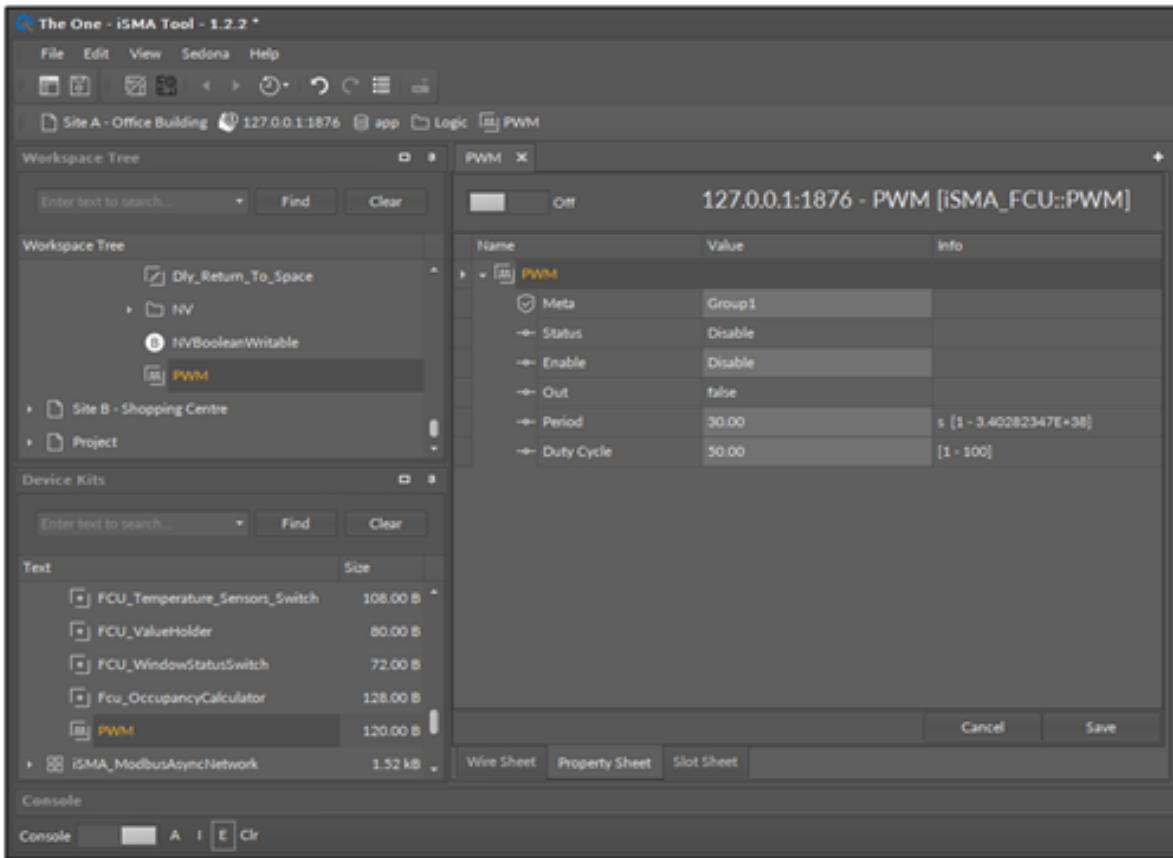 The One - iSMA Tool - 1.2.2 *
File Edit View Sedona Help
Site A - Office Building 127.0.0.1:1876 app Logic PWM
Workspace Tree
Enter text to search... Find Clear
Workspace Tree
Dly_Return_To_Space
NV
B NVBooleanWritable
PWM
Site B - Shopping Centre
Project
Device Kits
Enter text to search... Find Clear
Text Size
FCU_Temperature_Sensors_Switch 108.00 B
FCU_ValueHolder 80.00 B
FCU_WindowStatusSwitch 72.00 B
Fcu_OccupancyCalculator 128.00 B
PWM 120.00 B
iSMA_ModbusAsyncNetwork 1.52 kB
PWM
Off 127.0.0.1:1876 - PWM [iSMA_FCU::PWM]
Name Value Info
PWM
Meta Group1
Status Disable
Enable Disable
Out false
Period 30.00 s [1 - 3.40282347E+38]
Duty Cycle 50.00 [1 - 100]
Cancel Save
Wire Sheet Property Sheet Slot Sheet
Console
Console A I E Clr